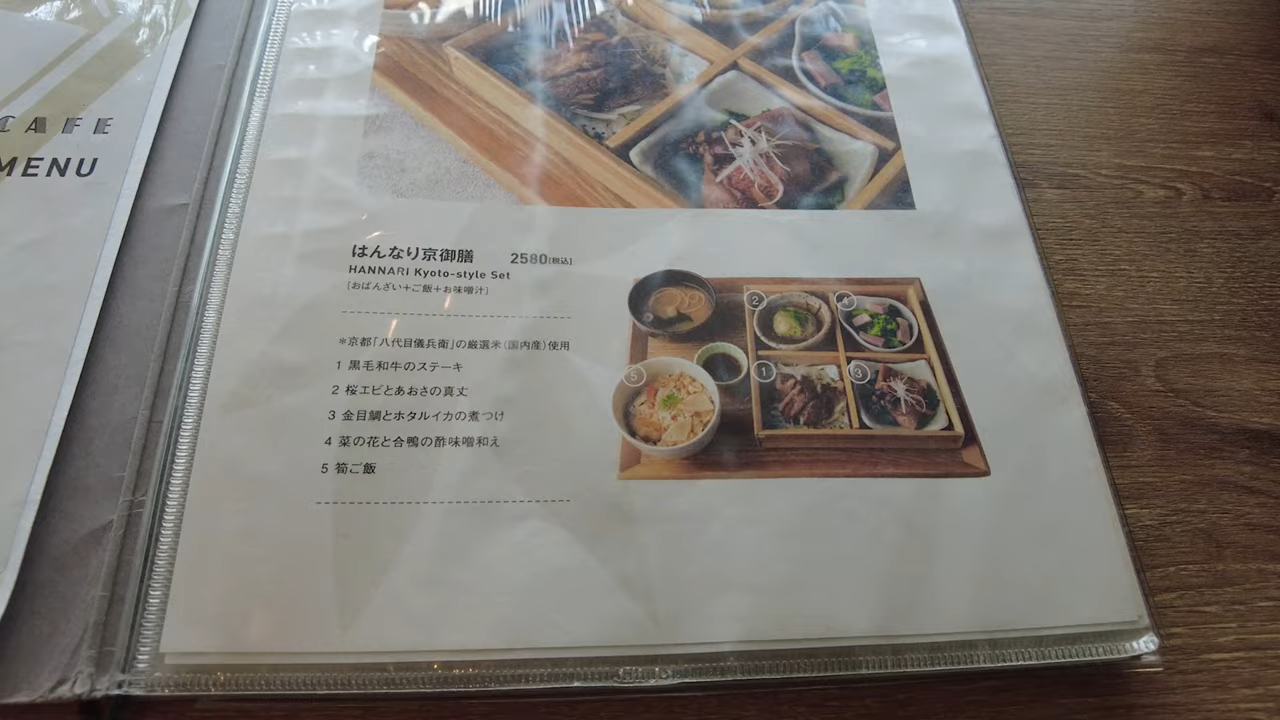 CAFE
MENU
はんなり京御膳 2580[税込]
HANNARI Kyoto-style Set
[おばんざい+ご飯+お味噌汁]
*京都「八代目儀兵衛」の厳選米(国内産)使用
1 黒毛和牛のステーキ
2 桜エビとあおさの真丈
3 金目鯛とホタルイカの煮つけ
4 菜の花と合鴨の酢味噌和え
5 筍ご飯
2
4
1
3
5